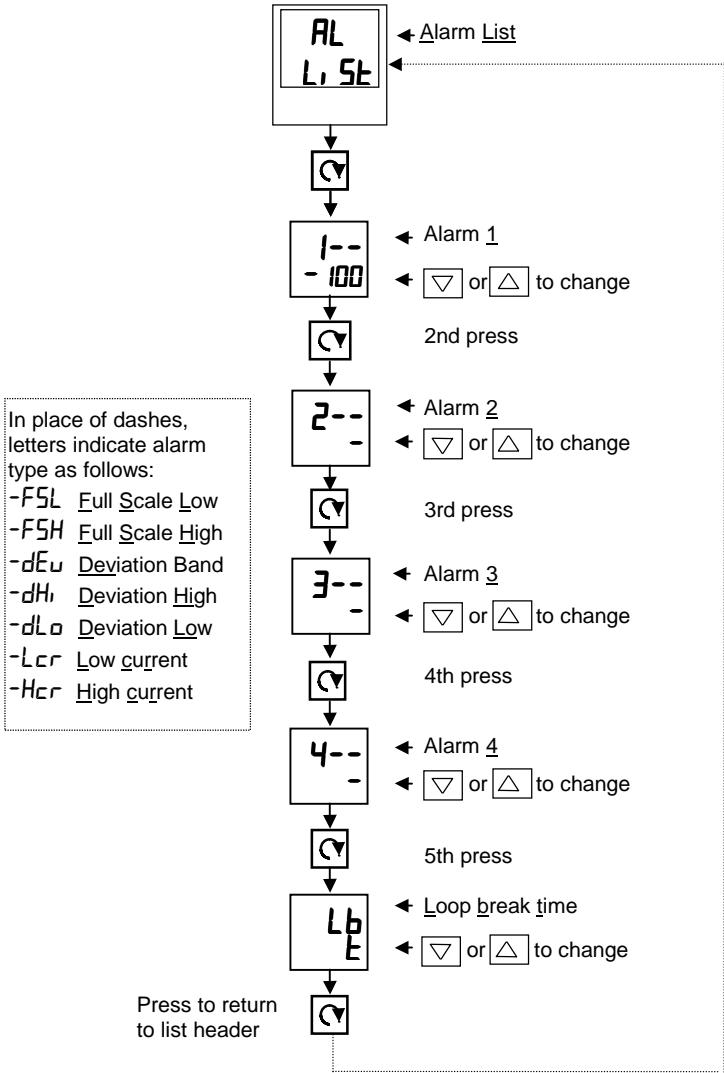 AL
Alarm List
Li St
1--
Alarm 1
-100
or to change
2nd press
2--
Alarm 2
-
or to change
3rd press
In place of dashes,
letters indicate alarm
type as follows:
-FSL Full Scale Low
-FSH Full Scale High
-dEv Deviation Band
-dHi Deviation High
-dLo Deviation Low
-Lcr Low current
-Hcr High current
3--
Alarm 3
-
or to change
4th press
4--
Alarm 4
-
or to change
5th press
Lb
Loop break time
t
or to change
Press to return
to list header